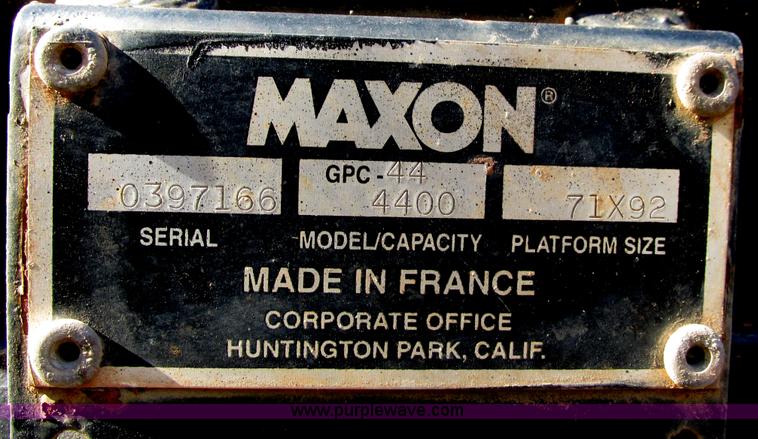 MAXON®
GPC-44
0397166 4400 71X92
SERIAL MODEL/CAPACITY PLATFORM SIZE
MADE IN FRANCE
CORPORATE OFFICE
HUNTINGTON PARK, CALIF.
www.purplewave.com